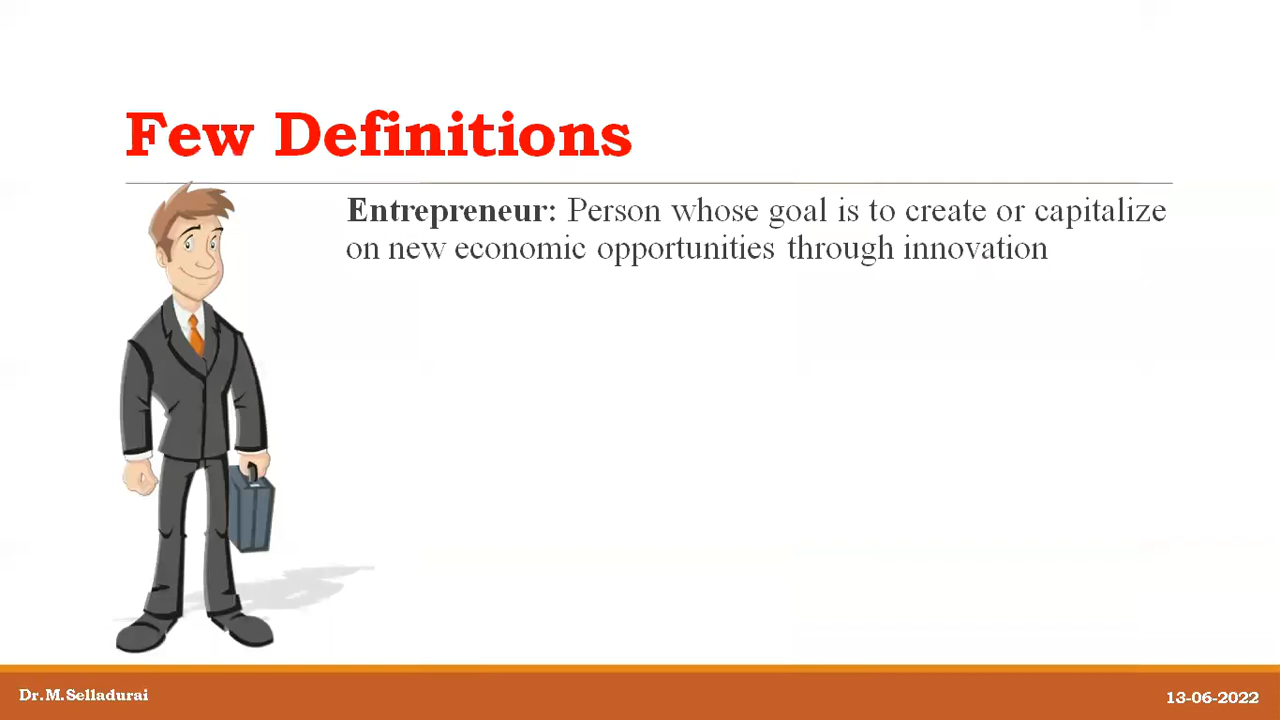 Few Definitions
Entrepreneur: Person whose goal is to create or capitalize
on new economic opportunities through innovation
Dr.M.Selladurai
13-06-2022